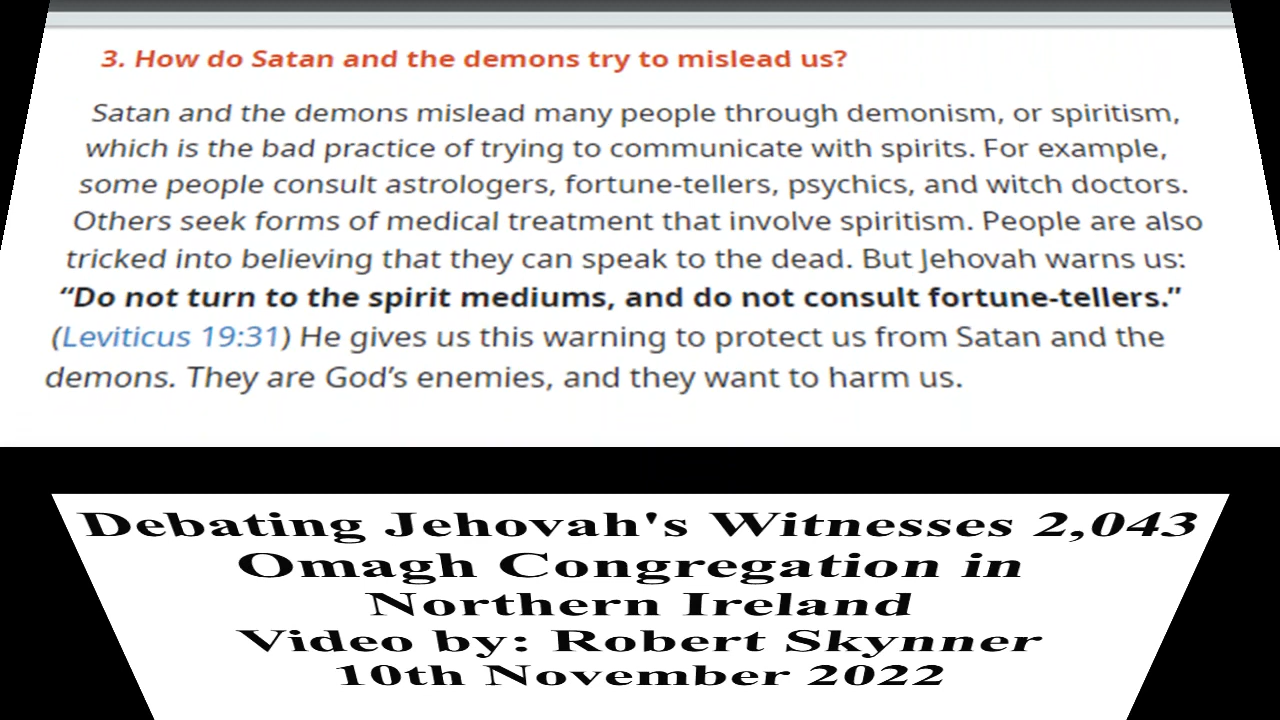 3. How do Satan and the demons try to mislead us?
Satan and the demons mislead many people through demonism, or spiritism,
which is the bad practice of trying to communicate with spirits. For example,
some people consult astrologers, fortune-tellers, psychics, and witch doctors.
Others seek forms of medical treatment that involve spiritism. People are also
tricked into believing that they can speak to the dead. But Jehovah warns us:
“Do not turn to the spirit mediums, and do not consult fortune-tellers.”
(Leviticus 19:31) He gives us this warning to protect us from Satan and the
demons. They are God’s enemies, and they want to harm us.
Debating Jehovah's Witnesses 2,043
Omagh Congregation in
Northern Ireland
Video by: Robert Skynner
10th November 2022